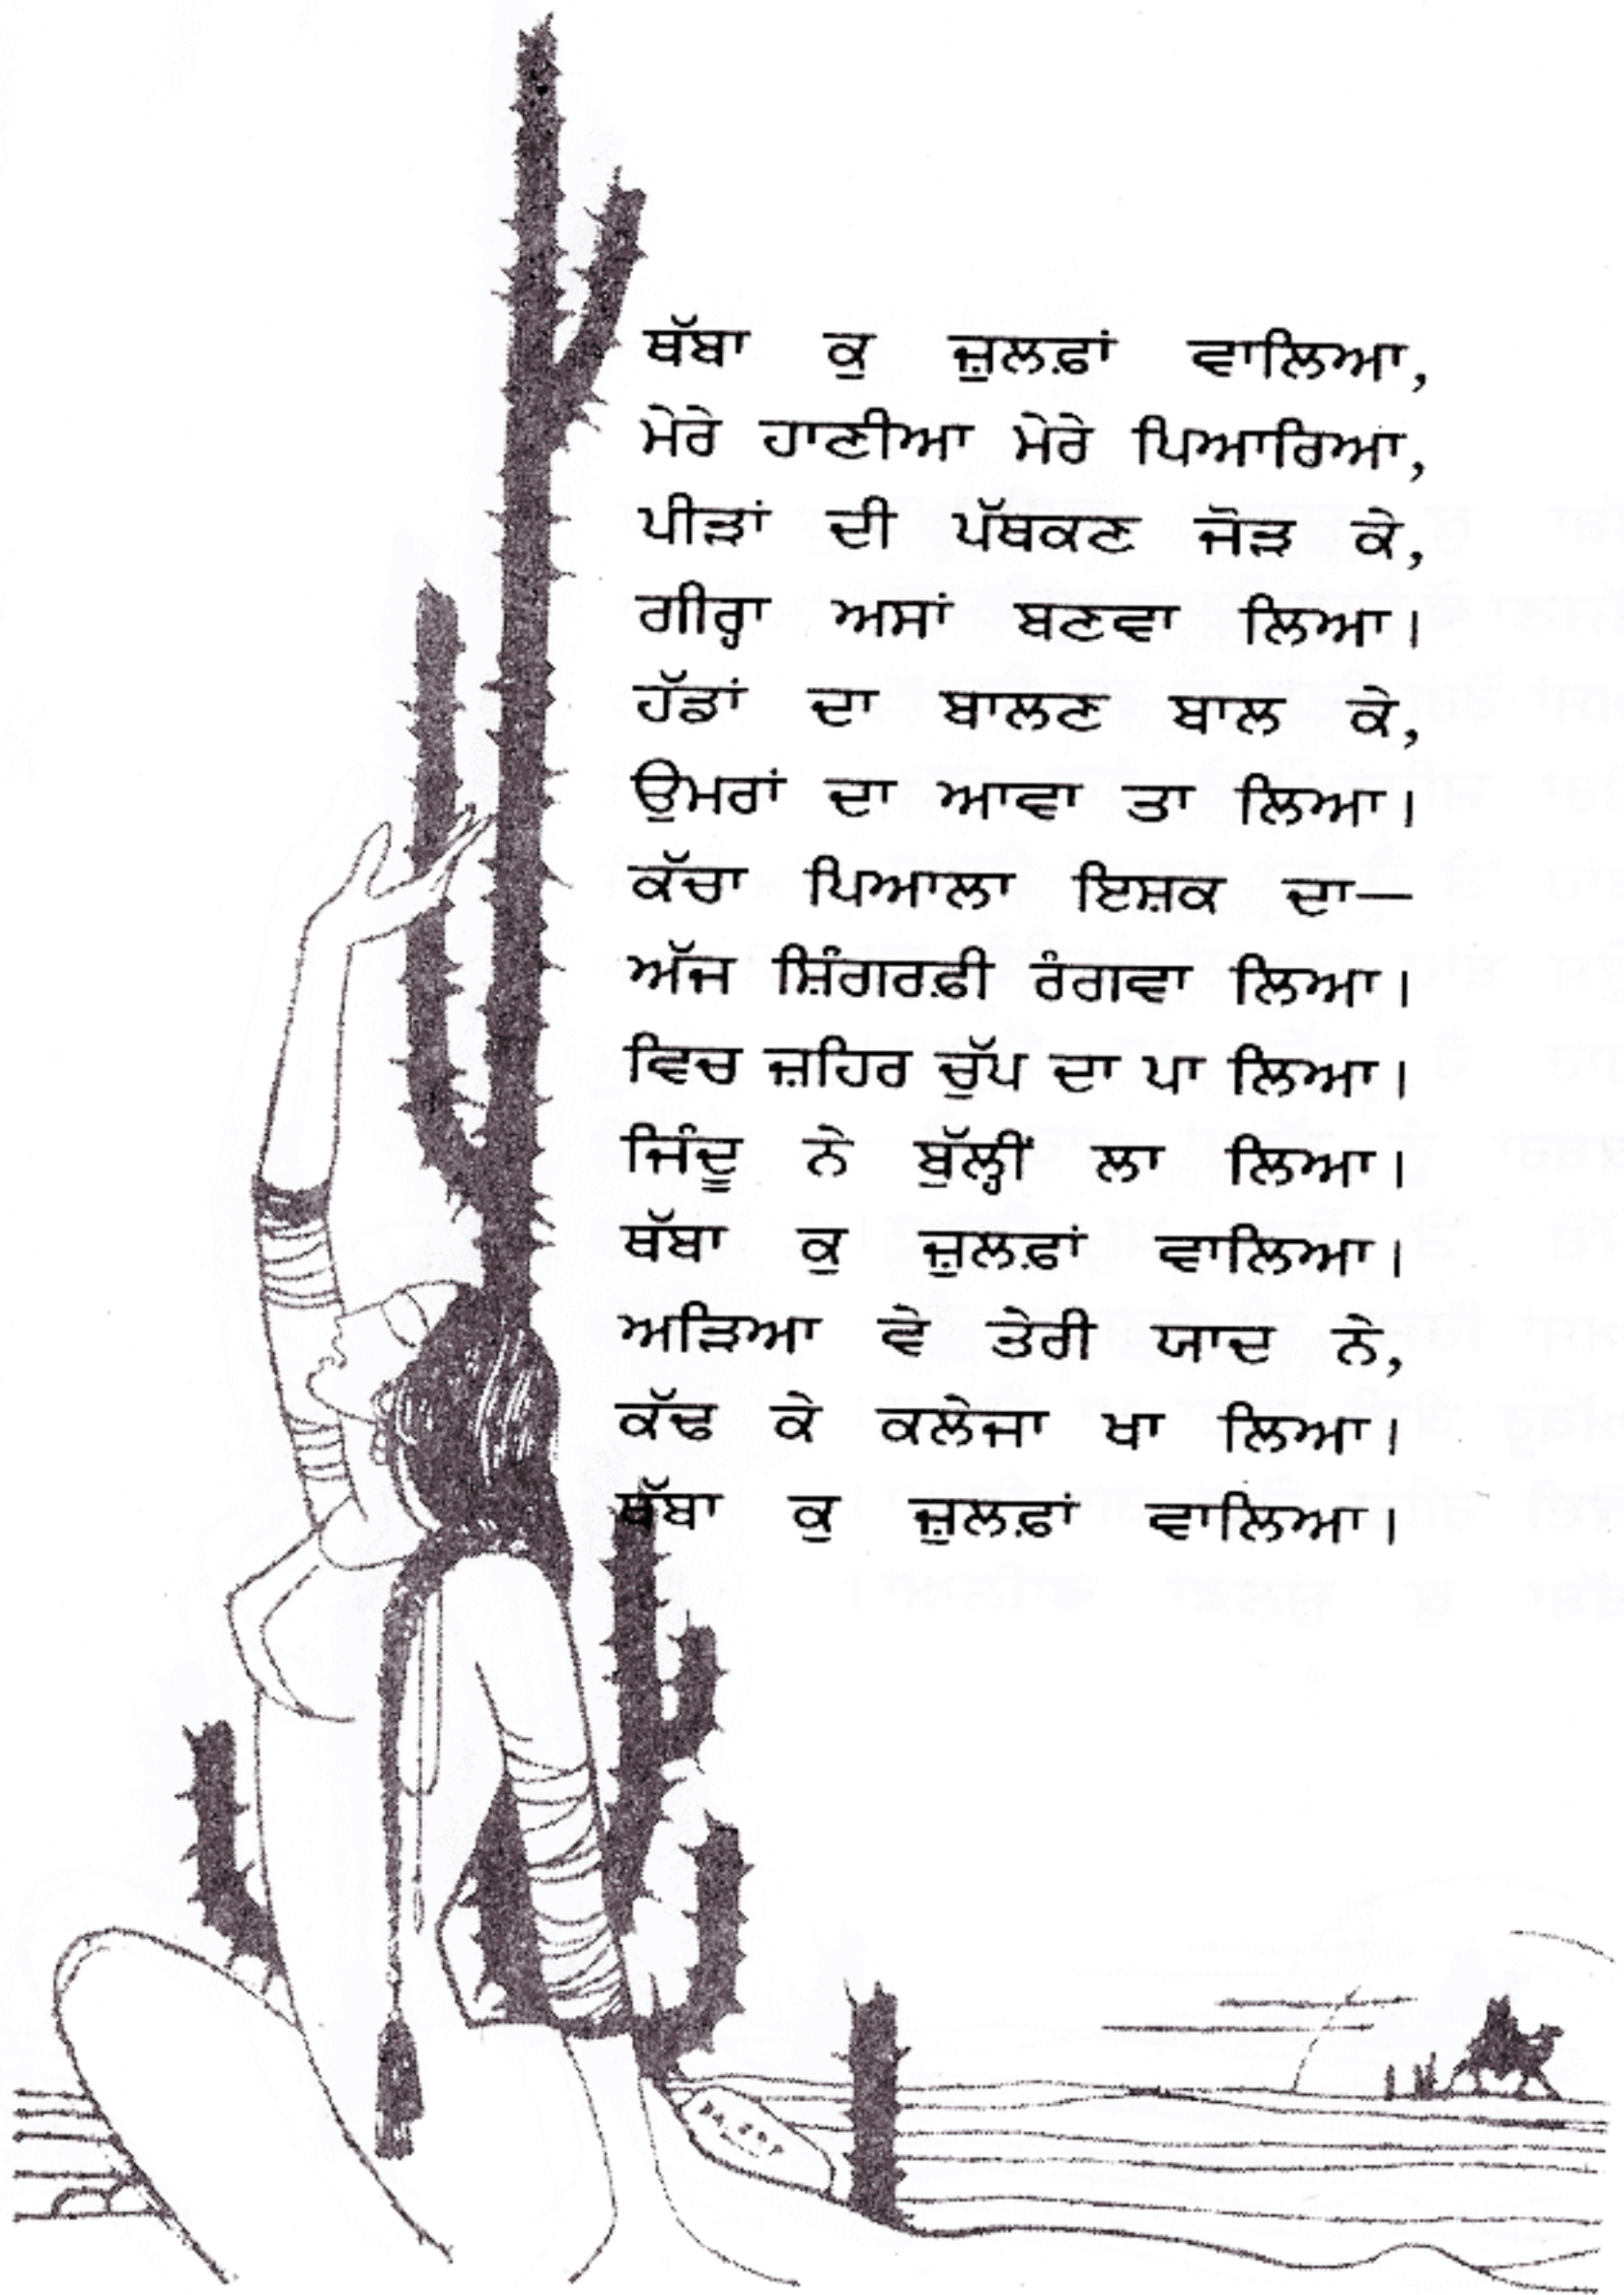 ਥੱਬਾ ਕੁ ਜ਼ੁਲਫ਼ਾਂ ਵਾਲਿਆ,
ਮੇਰੇ ਹਾਣੀਆ ਮੇਰੇ ਪਿਆਰਿਆ,
ਪੀੜਾਂ ਦੀ ਪੱਥਕਣ ਜੋੜ ਕੇ,
ਗੀਰ੍ਹਾ ਅਸਾਂ ਬਣਵਾ ਲਿਆ।
ਹੱਡਾਂ ਦਾ ਬਾਲਣ ਬਾਲ ਕੇ,
ਉਮਰਾਂ ਦਾ ਆਵਾ ਤਾ ਲਿਆ।
ਕੱਚਾ ਪਿਆਲਾ ਇਸ਼ਕ ਦਾ—
ਅੱਜ ਸ਼ਿੰਗਰਫ਼ੀ ਰੰਗਵਾ ਲਿਆ।
ਵਿਚ ਜ਼ਹਿਰ ਚੁੱਪ ਦਾ ਪਾ ਲਿਆ।
ਜਿੰਦੂ ਨੇ ਬੁੱਲ੍ਹੀਂ ਲਾ ਲਿਆ।
ਥੱਬਾ ਕੁ ਜ਼ੁਲਫ਼ਾਂ ਵਾਲਿਆ।
ਅੜਿਆ ਵੇ ਤੇਰੀ ਯਾਦ ਨੇ,
ਕੱਢ ਕੇ ਕਲੇਜਾ ਖਾ ਲਿਆ।
ਥੱਬਾ ਕੁ ਜ਼ੁਲਫ਼ਾਂ ਵਾਲਿਆ।